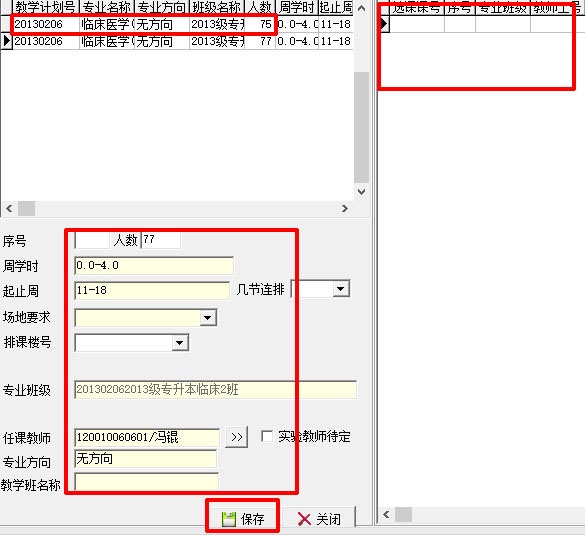 教学计划号 专业名称 专业方向 班级名称 人数 周学时 起止周
20130206 临床医学( 无方向 2013级专升 75 0.0-4.0 11-18
20130206 临床医学( 无方向 2013级专升 77 0.0-4.0 11-18
选课课号 序号 专业班级 教师工号
序号 人数 77
周学时 0.0-4.0
起止周 11-18 几节连排
场地要求
排课楼号
专业班级 201302062013级专升本临床2班
任课教师 120010060601/冯锟 >> 实验教师待定
专业方向 无方向
教学班名称
保存 关闭